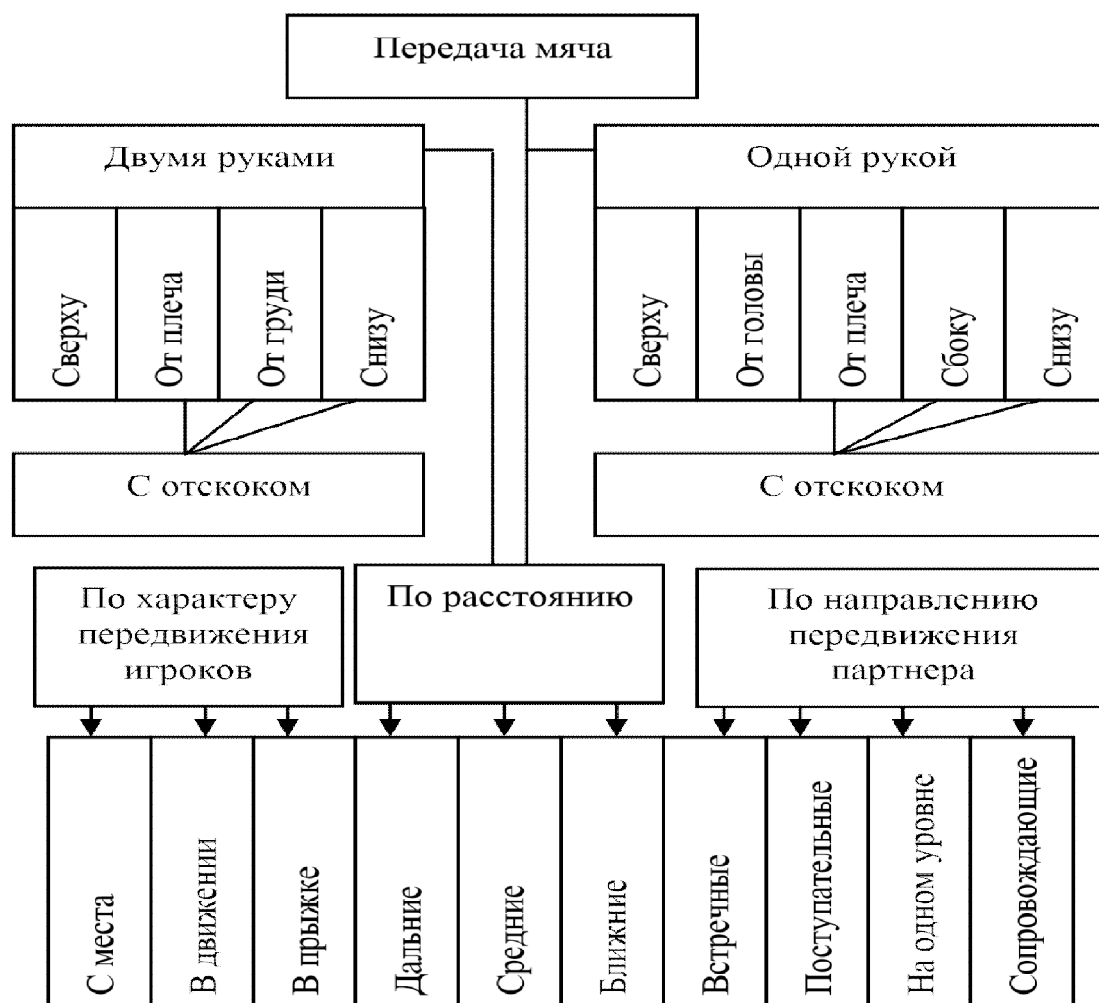 Передача мяча
Двумя руками
Одной рукой
Сверху
От плеча
От груди
Снизу
Сверху
От головы
От плеча
Сбоку
Снизу
С отскоком
С отскоком
По характеру
передвижения
игроков
По расстоянию
По направлению
передвижения
партнера
С места
В движении
В прыжке
Дальние
Средние
Ближние
Встречные
Поступательные
На одном уровне
Сопровождающие